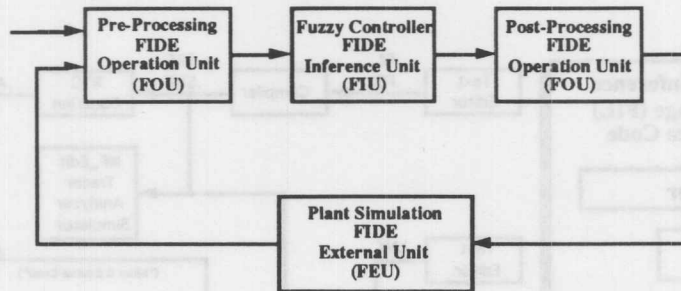 Pre-Processing
FIDE
Operation Unit
(FOU)
Fuzzy Controller
FIDE
Inference Unit
(FIU)
Post-Processing
FIDE
Operation Unit
(FOU)
Plant Simulation
FIDE
External Unit
(FEU)